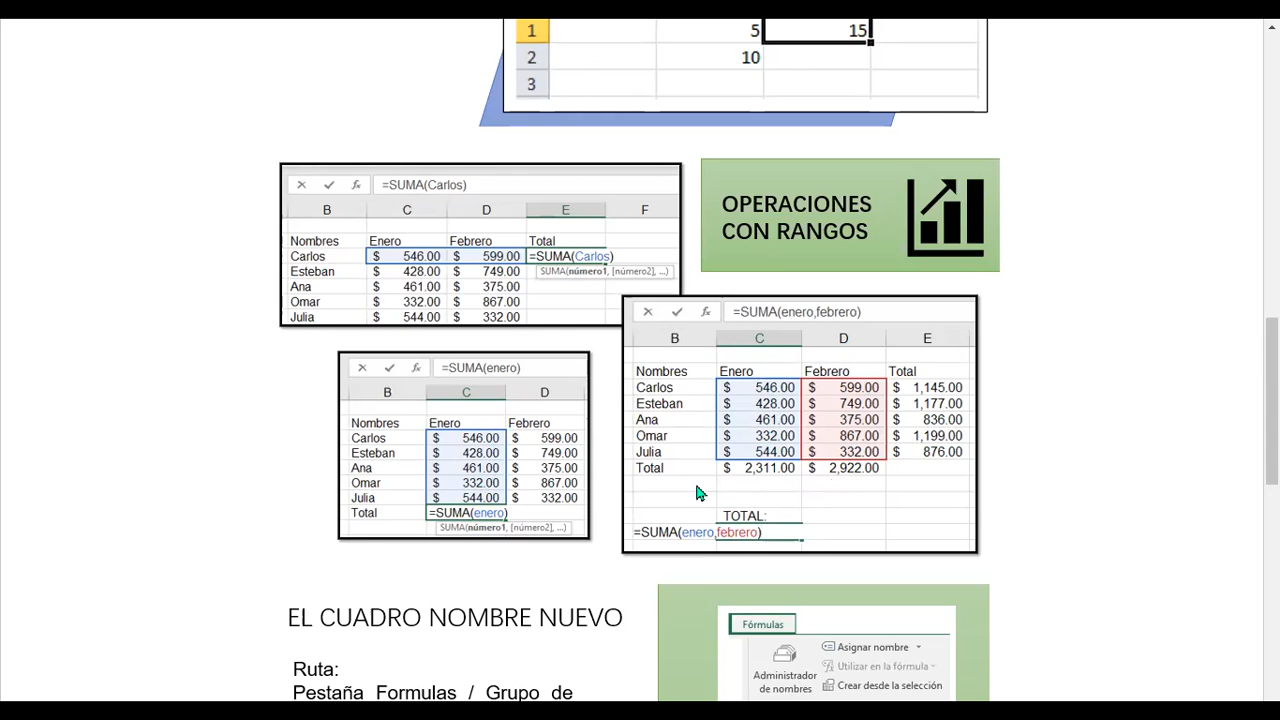 1 5 15
2 10
3
=SUMA(Carlos)
B C D E F
Nombres Enero Febrero Total
Carlos $ 546.00 $ 599.00 =SUMA(Carlos)
Esteban $ 428.00 $ 749.00 SUMA(número1, [número2], ...)
Ana $ 461.00 $ 375.00
Omar $ 332.00 $ 867.00
Julia $ 544.00 $ 332.00
OPERACIONES
CON RANGOS
=SUMA(enero)
B C D
Nombres Enero Febrero
Carlos $ 546.00 $ 599.00
Esteban $ 428.00 $ 749.00
Ana $ 461.00 $ 375.00
Omar $ 332.00 $ 867.00
Julia $ 544.00 $ 332.00
Total =SUMA(enero)
SUMA(número1, [número2], ...)
=SUMA(enero,febrero)
B C D E
Nombres Enero Febrero Total
Carlos $ 546.00 $ 599.00 $ 1,145.00
Esteban $ 428.00 $ 749.00 $ 1,177.00
Ana $ 461.00 $ 375.00 $ 836.00
Omar $ 332.00 $ 867.00 $ 1,199.00
Julia $ 544.00 $ 332.00 $ 876.00
Total $ 2,311.00 $ 2,922.00
TOTAL:
=SUMA(enero,febrero)
EL CUADRO NOMBRE NUEVO
Ruta:
Pestaña Formulas / Grupo de
Fórmulas
Administrador
de nombres
Asignar nombre
Utilizar en la fórmula
Crear desde la selección